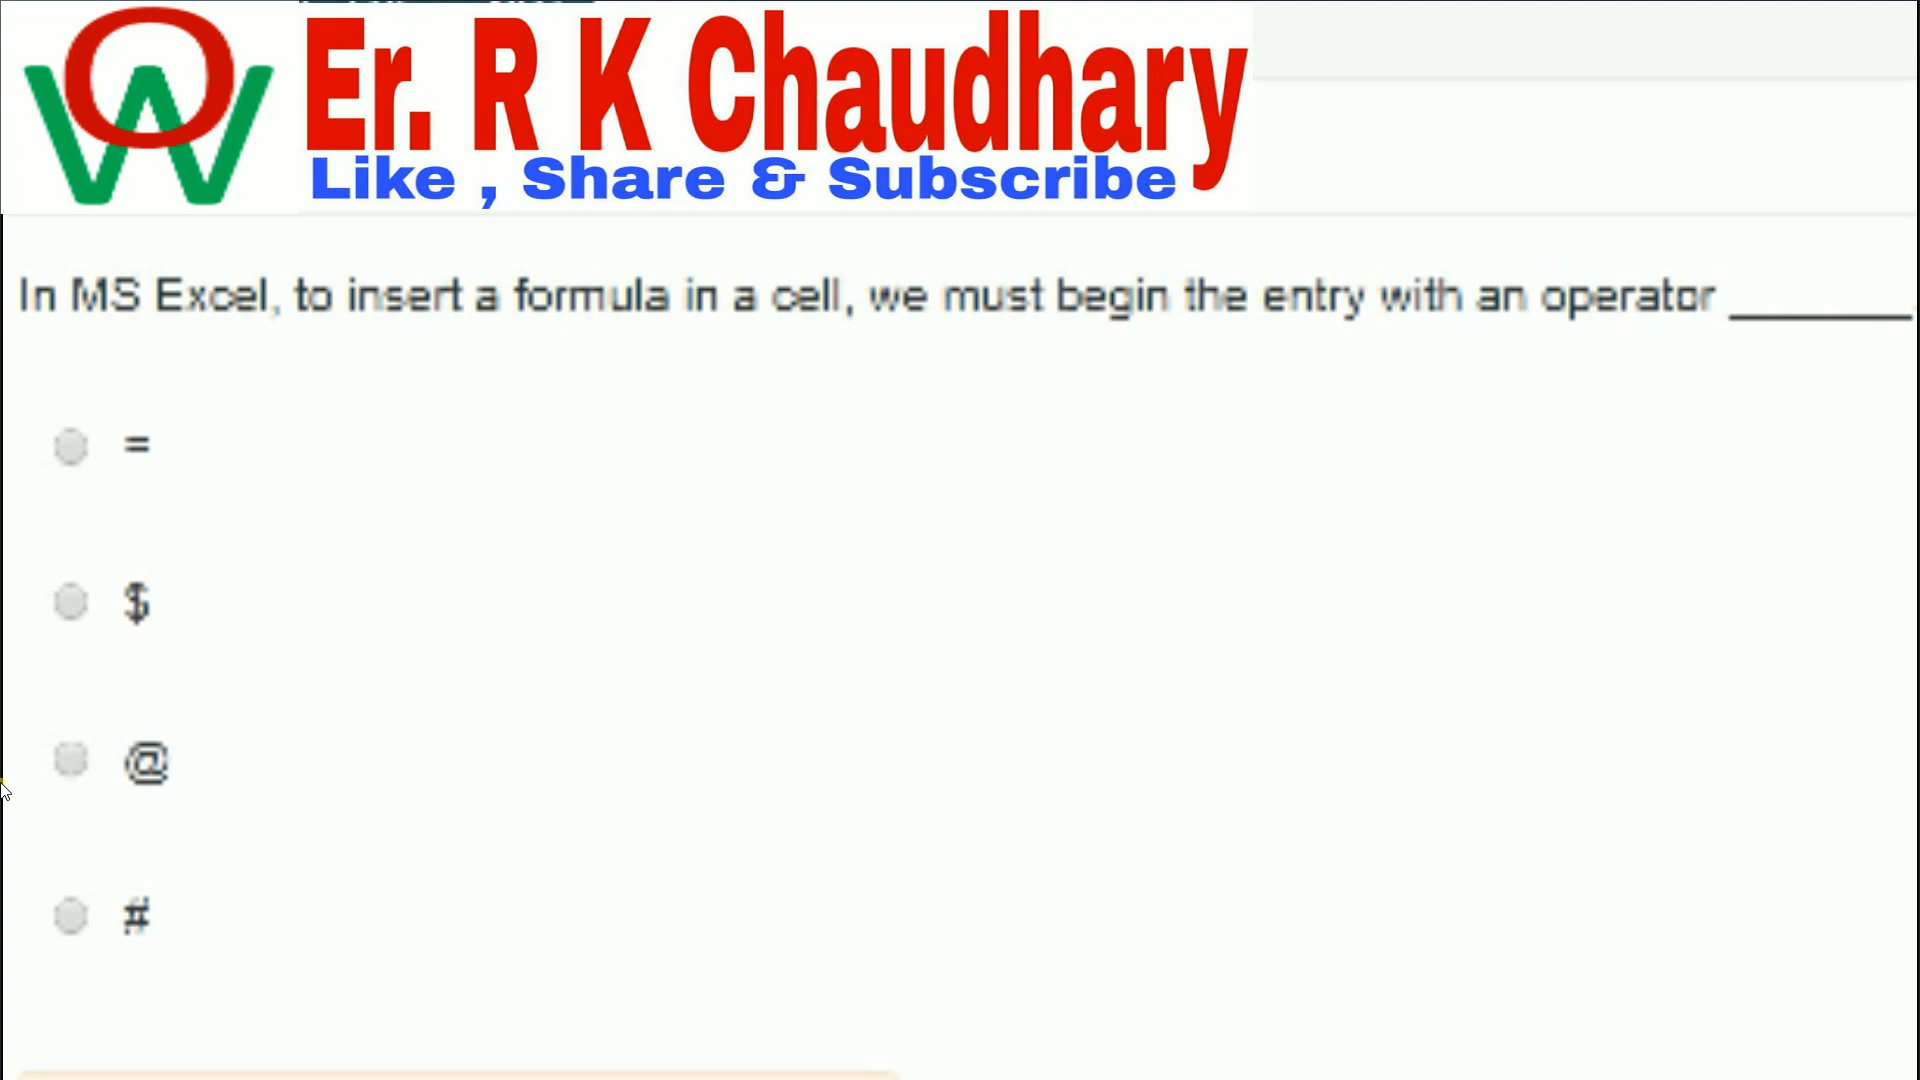 Er. R K Chaudhary
Like , Share & Subscribe
In MS Excel, to insert a formula in a cell, we must begin the entry with an operator ________
=
$
@
#